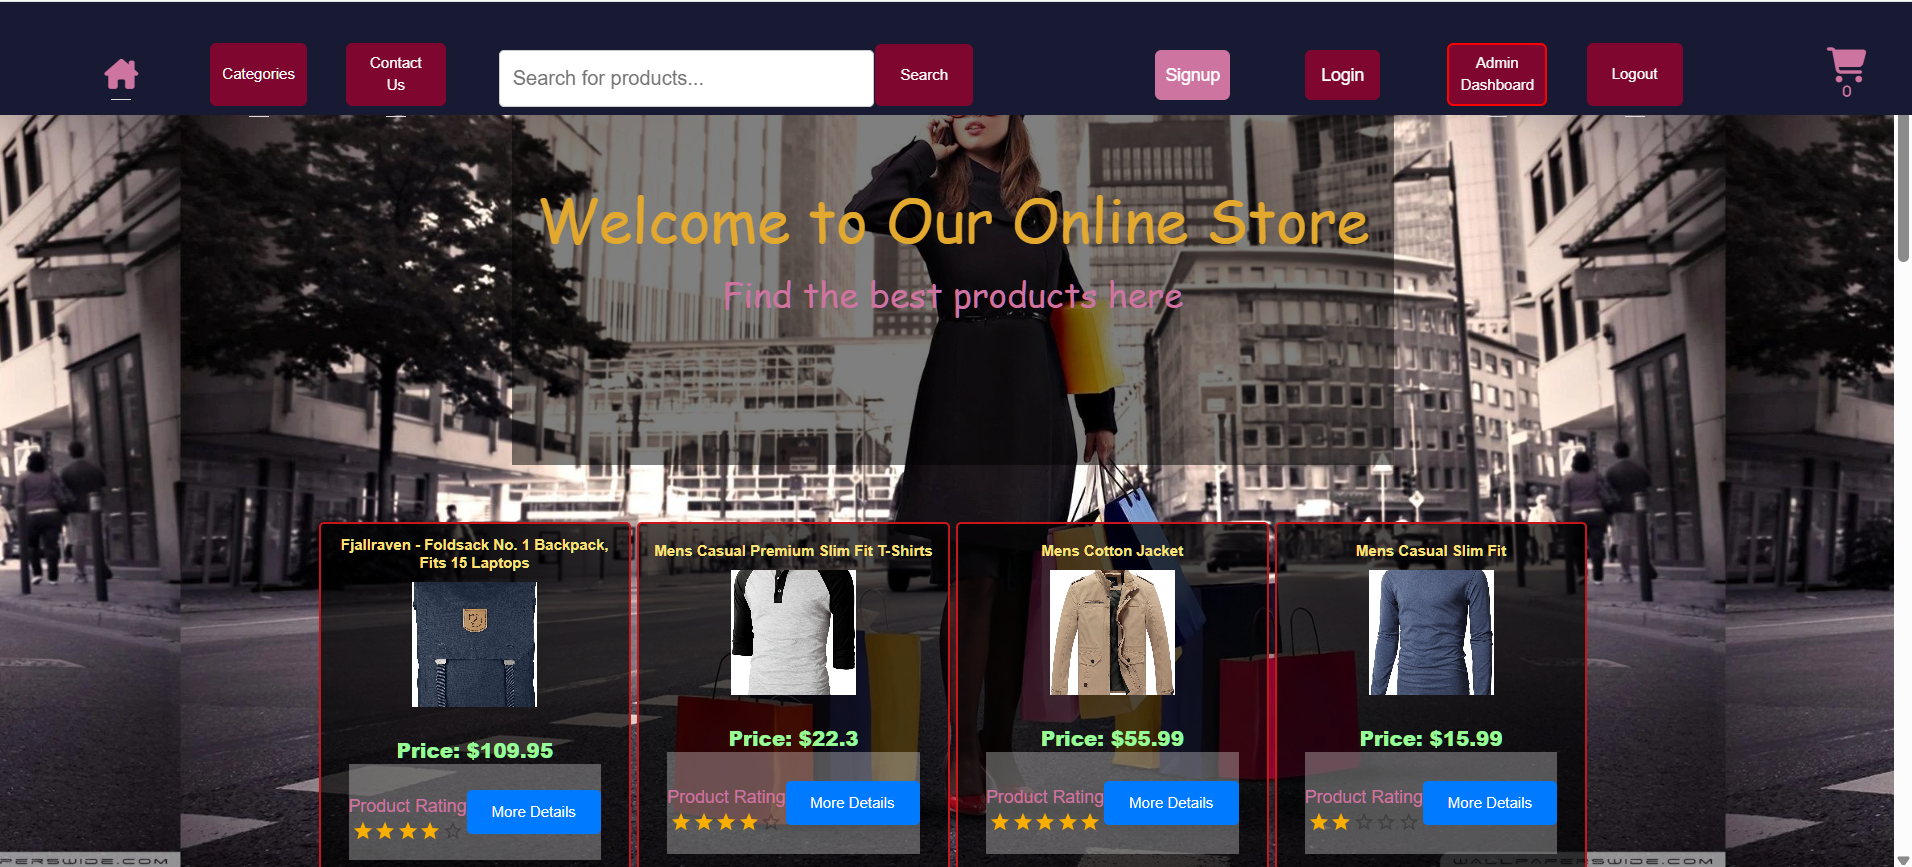 Categories
Contact
Us
Search for products...
Search
Signup
Login
Admin
Dashboard
Logout
0
Welcome to Our Online Store
Find the best products here
Fjallraven - Foldsack No. 1 Backpack,
Fits 15 Laptops
Price: $109.95
Product Rating
More Details
Mens Casual Premium Slim Fit T-Shirts
Price: $22.3
Product Rating
More Details
Mens Cotton Jacket
Price: $55.99
Product Rating
More Details
Mens Casual Slim Fit
Price: $15.99
Product Rating
More Details
PERSWIDE.COM
WALLPAPERSWIDE.COM